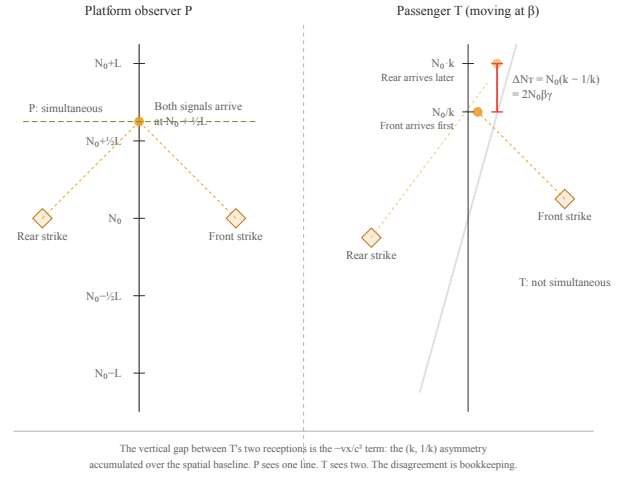 Platform observer P
Passenger T (moving at β)
N₀+L
P: simultaneous
Both signals arrive
at N₀ + ½L
N₀+½L
N₀
Rear strike
Front strike
N₀−½L
N₀−L
N₀·k
Rear arrives later
ΔNᴛ = N₀(k − 1/k)
= 2N₀βγ
N₀/k
Front arrives first
Front strike
Rear strike
T: not simultaneous
The vertical gap between T's two receptions is the −vx/c² term: the (k, 1/k) asymmetry
accumulated over the spatial baseline. P sees one line. T sees two. The disagreement is bookkeeping.